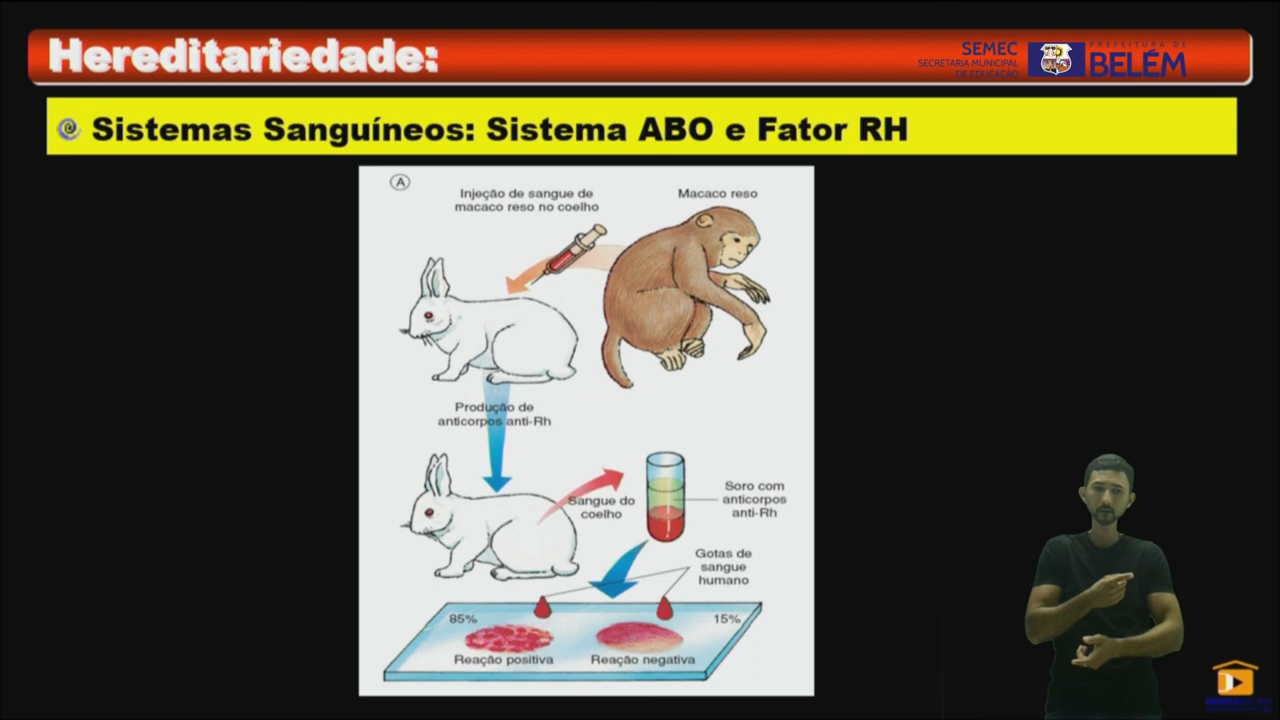 Hereditariedade:
SEMEC
SECRETARIA MUNICIPAL
DE EDUCAÇÃO
PREFEITURA DE
BELÉM
Sistemas Sanguíneos: Sistema ABO e Fator RH
A
Injeção de sangue de
macaco reso no coelho
Macaco reso
Produção de
anticorpos anti-Rh
Sangue do
coelho
Soro com
anticorpos
anti-Rh
Gotas de
sangue
humano
85%
15%
Reação positiva
Reação negativa